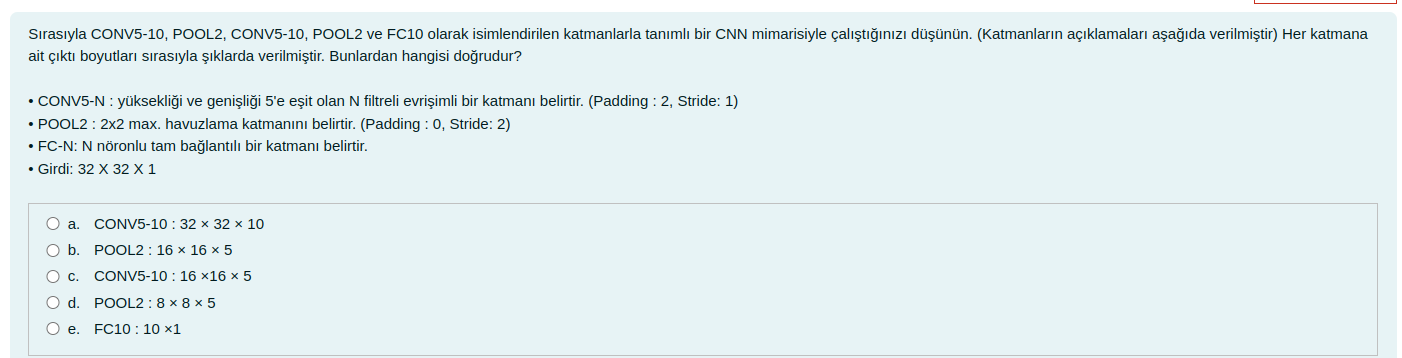 Sırasıyla CONV5-10, POOL2, CONV5-10, POOL2 ve FC10 olarak isimlendirilen katmanlarla tanımlı bir CNN mimarisiyle çalıştığınızı düşünün. (Katmanların açıklamaları aşağıda verilmiştir) Her katmana
ait çıktı boyutları sırasıyla şıklarda verilmiştir. Bunlardan hangisi doğrudur?
• CONV5-N : yüksekliği ve genişliği 5'e eşit olan N filtreli evrişimli bir katmanı belirtir. (Padding : 2, Stride: 1)
• POOL2 : 2x2 max. havuzlama katmanını belirtir. (Padding : 0, Stride: 2)
• FC-N: N nöronlu tam bağlantılı bir katmanı belirtir.
• Girdi: 32 X 32 X 1
a. CONV5-10 : 32 × 32 × 10
b. POOL2 : 16 × 16 × 5
c. CONV5-10 : 16 ×16 × 5
d. POOL2 : 8 × 8 × 5
e. FC10 : 10 ×1